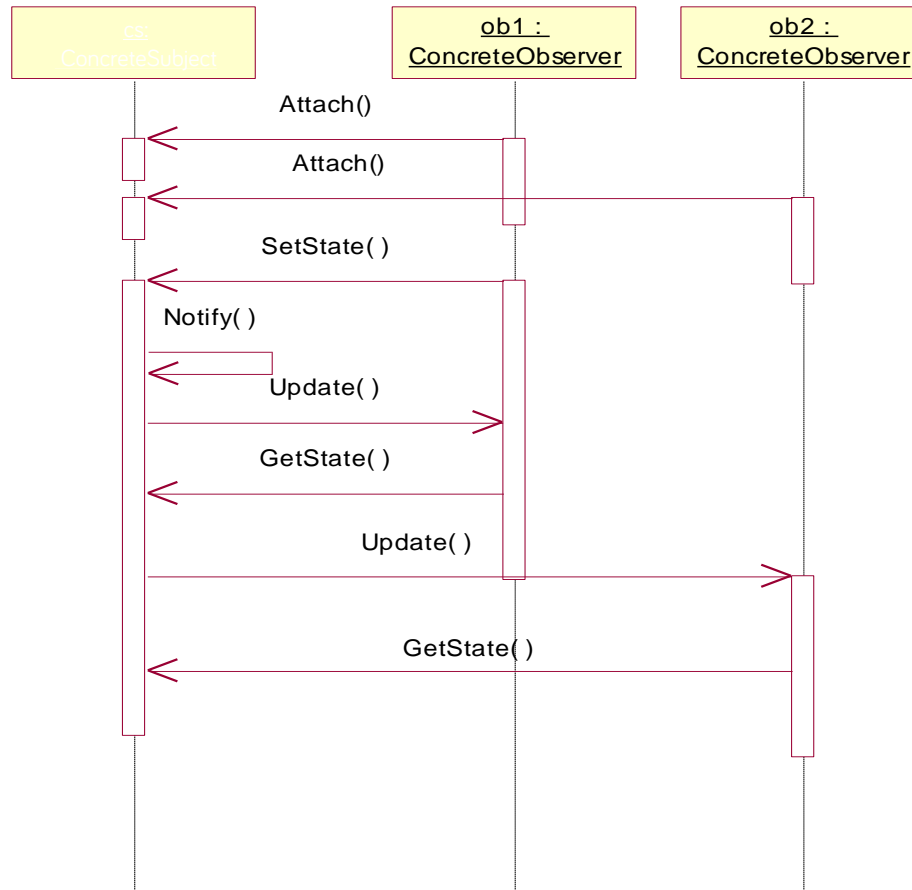 cs:
ConcreteSubject
ob1 :
ConcreteObserver
ob2 :
ConcreteObserver
Attach()
Attach()
SetState( )
Notify( )
Update( )
GetState( )
Update( )
GetState( )